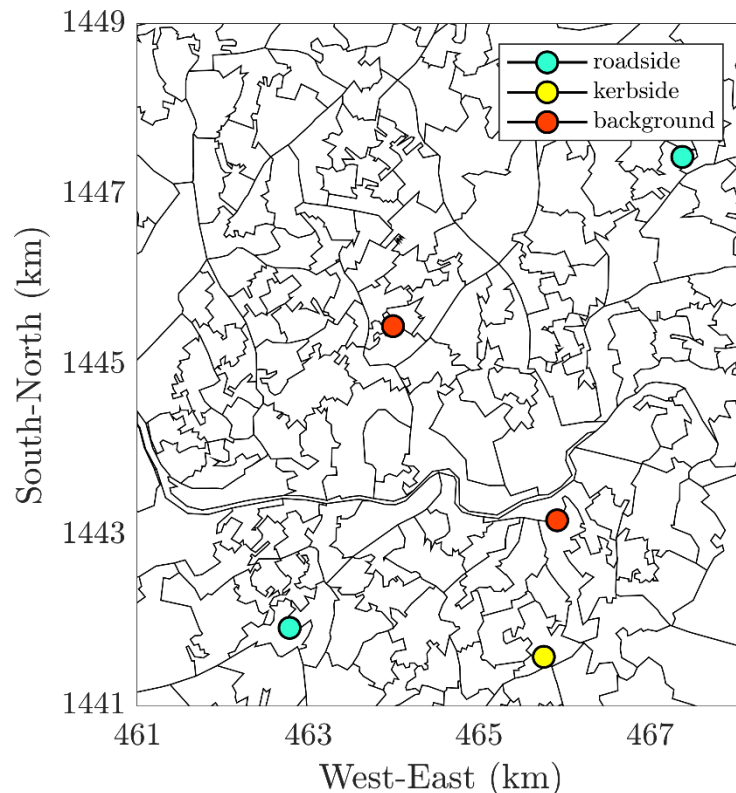 1449
roadside
kerbside
background
1447
1445
South-North (km)
1443
1441
461
463
465
467
West-East (km)